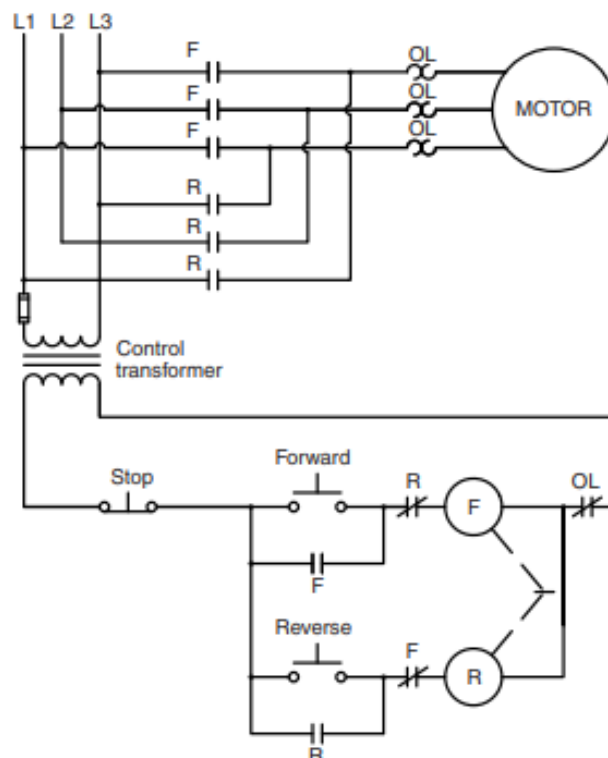 L1 L2 L3
F OL
F OL
MOTOR
F OL
R
R
R
Control
transformer
Stop Forward R F OL
F
Reverse F R
R